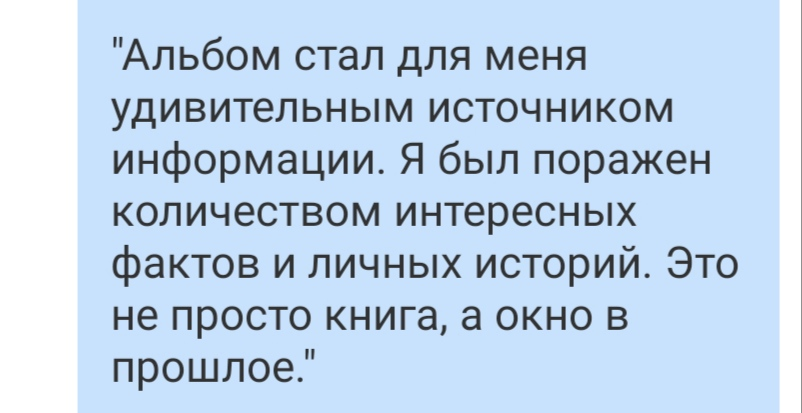 "Альбом стал для меня
удивительным источником
информации. Я был поражен
количеством интересных
фактов и личных историй. Это
не просто книга, а окно в
прошлое."